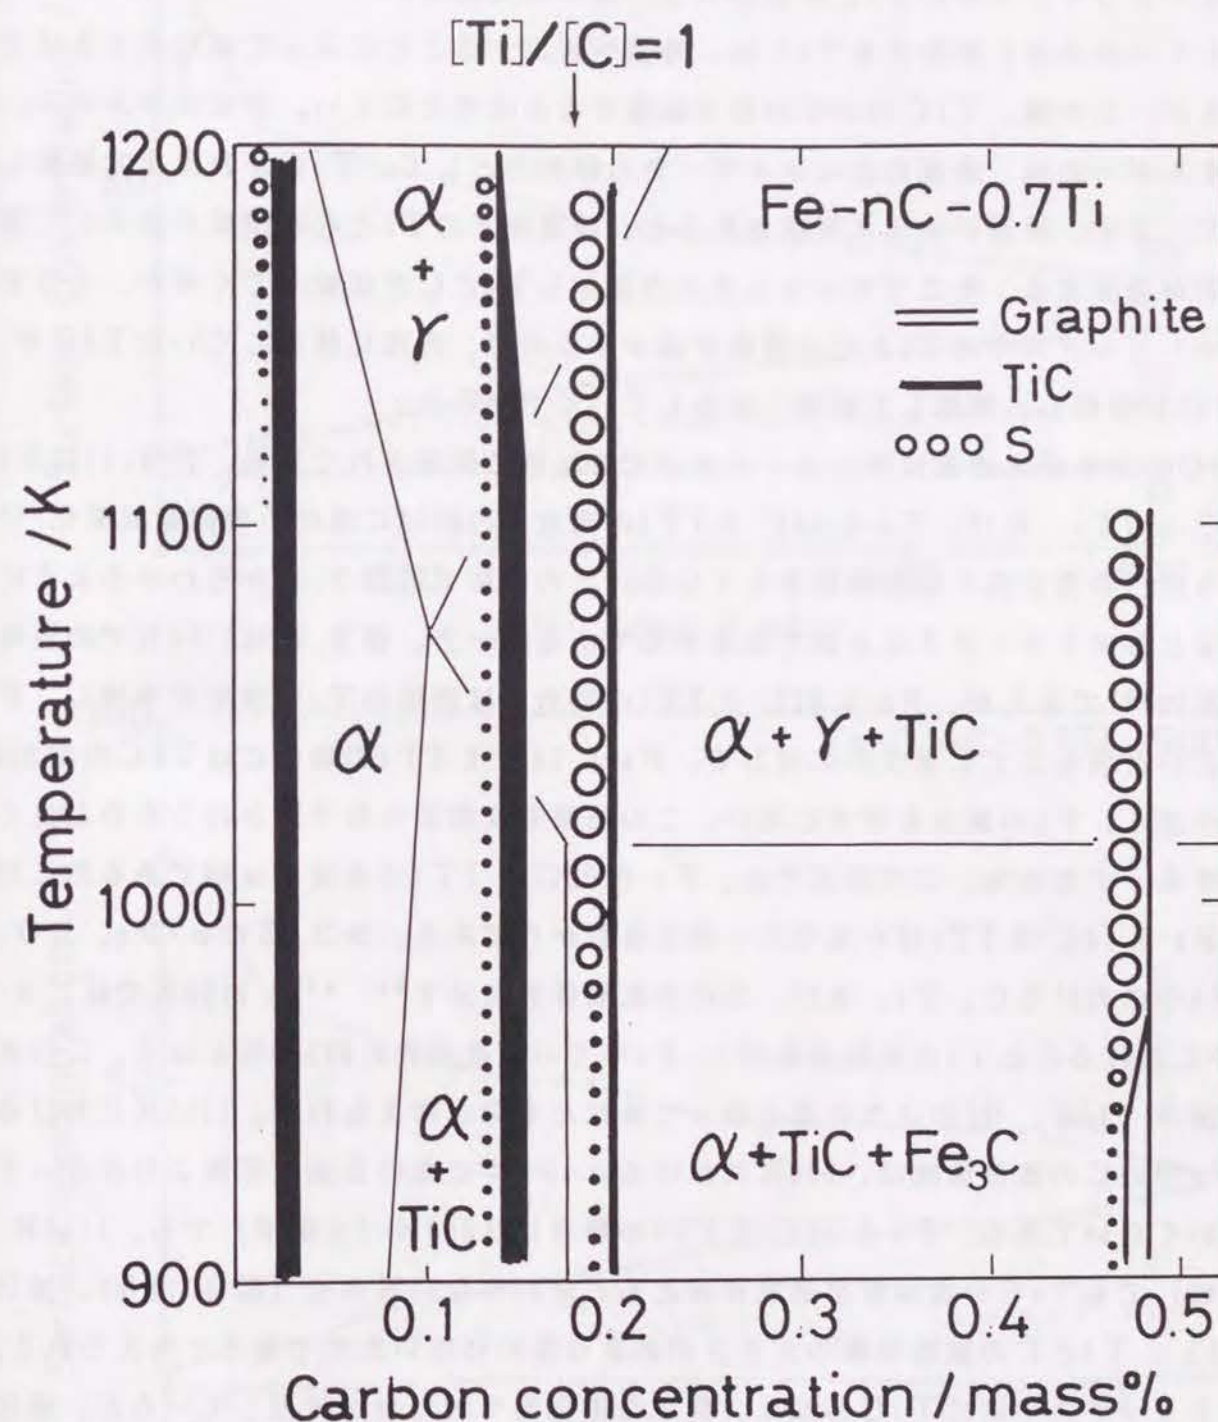 [Ti]/[C]=1
1200
1100
1000
900
Temperature /K
α
+
γ
Fe-nC-0.7Ti
Graphite
TiC
S
α
α+γ+TiC
α
+
TiC
α+TiC+Fe₃C
0.1
0.2
0.3
0.4
0.5
Carbon concentration/mass%